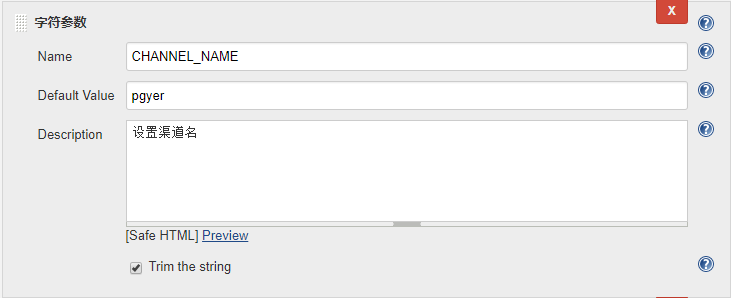 字符参数
X
Name
CHANNEL_NAME
Default Value
pgyer
Description
设置渠道名
[Safe HTML] Preview
Trim the string